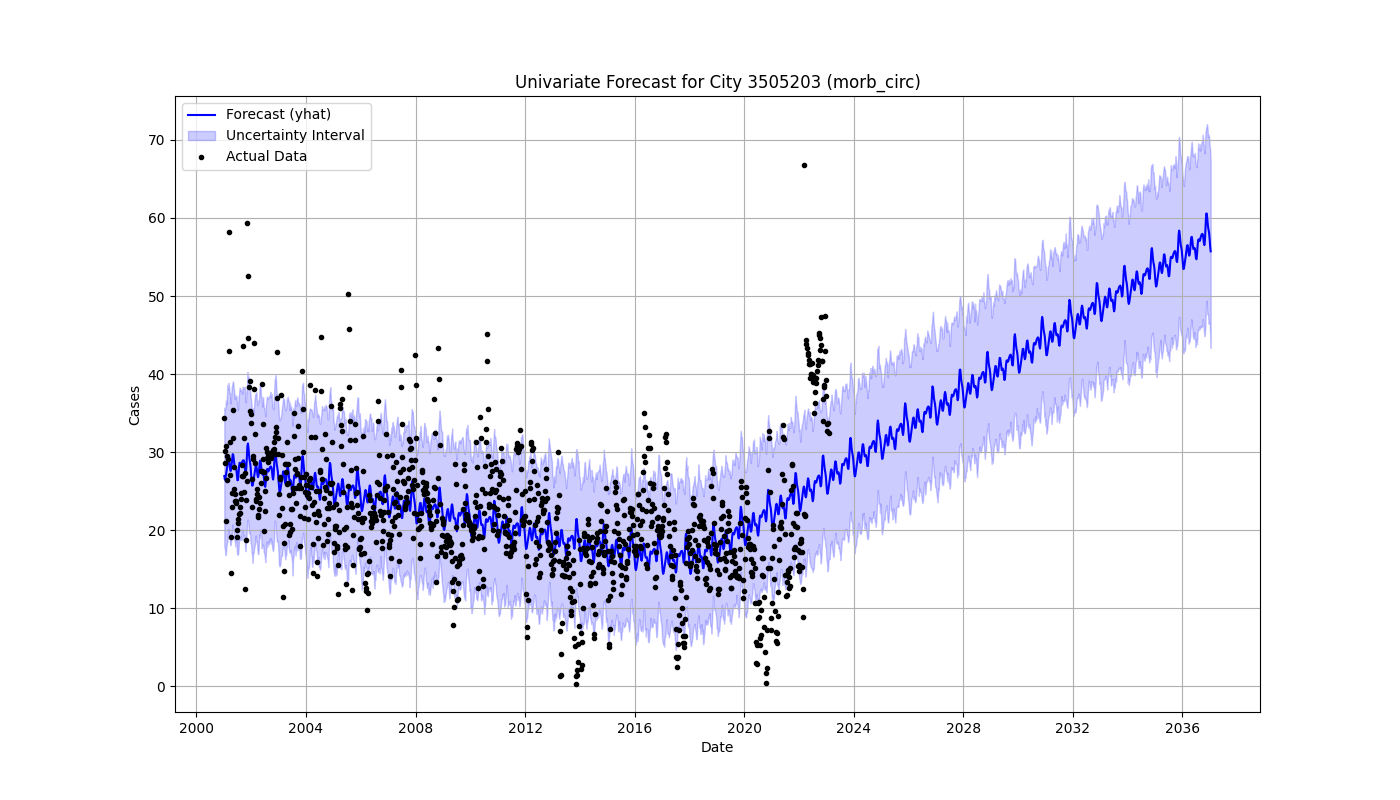 Univariate Forecast for City 3505203 (morb_circ)
Forecast (yhat)
Uncertainty Interval
Actual Data
Cases
70
60
50
40
30
20
10
0
2000 2004 2008 2012 2016 2020 2024 2028 2032 2036
Date